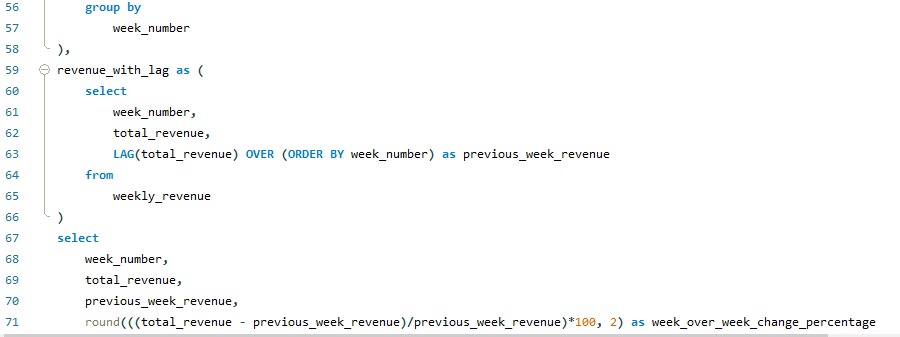 56 group by
57 week_number
58 ),
59 revenue_with_lag as (
60 select
61 week_number,
62 total_revenue,
63 LAG(total_revenue) OVER (ORDER BY week_number) as previous_week_revenue
64 from
65 weekly_revenue
66 )
67 select
68 week_number,
69 total_revenue,
70 previous_week_revenue,
71 round(((total_revenue - previous_week_revenue)/previous_week_revenue)*100, 2) as week_over_week_change_percentage